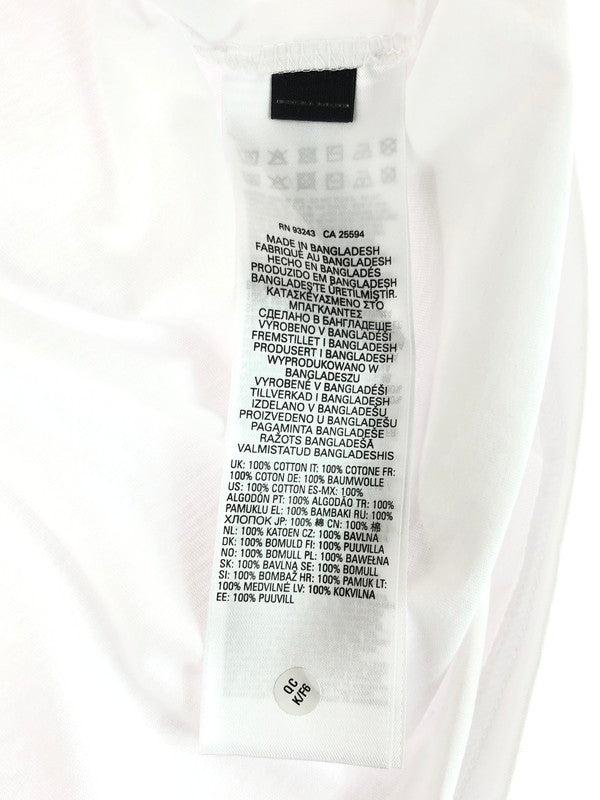 RN 93243 CA 25594
MADE IN BANGLADESH
FABRIQUÉ AU BANGLADESH
HECHO EN BANGLADÉS
PRODUZIDO EM BANGLADESH
BANGLADEŞ'TE ÜRETİLMİŞTİR.
ΚΑΤΑΣΚΕΥΑΣΜΕΝΟ ΣΤΟ
ΜΠΑΓΚΛΑΝΤΕΣ
СДЕЛАНО В БАНГЛАДЕШЕ
VYROBENO V BANGLADÉŠI
FREMSTILLET I BANGLADESH
PRODUSERT I BANGLADESH
WYPRODUKOWANO W
BANGLADESZU
VYROBENÉ V BANGLADÉŠI
TILLVERKAD I BANGLADESH
IZDELANO V BANGLADEŠU
PROIZVEDENO U BANGLADEŠU
PAGAMINTA BANGLADEŠE
RAŽOTS BANGLADEŠĀ
VALMISTATUD BANGLADESHIS
UK: 100% COTTON IT: 100% COTONE FR:
100% COTON DE: 100% BAUMWOLLE
US: 100% COTTON ES-MX: 100%
ALGODÓN PT: 100% ALGODÃO TR: 100%
PAMUKLU EL: 100% ΒΑΜΒΑΚΙ RU: 100%
ХЛОПОК JP: 100% 綿 CN: 100% 棉
NL: 100% KATOEN CZ: 100% BAVLNA
DK: 100% BOMULD FI: 100% PUUVILLA
NO: 100% BOMULL PL: 100% BAWEŁNA
SK: 100% BAVLNA SE: 100% BOMULL
SI: 100% BOMBAŽ HR: 100% PAMUK LT:
100% MEDVILNĖ LV: 100% KOKVILNA
EE: 100% PUUVILL
QC
K/F6